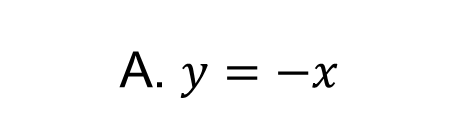 A. y = −x